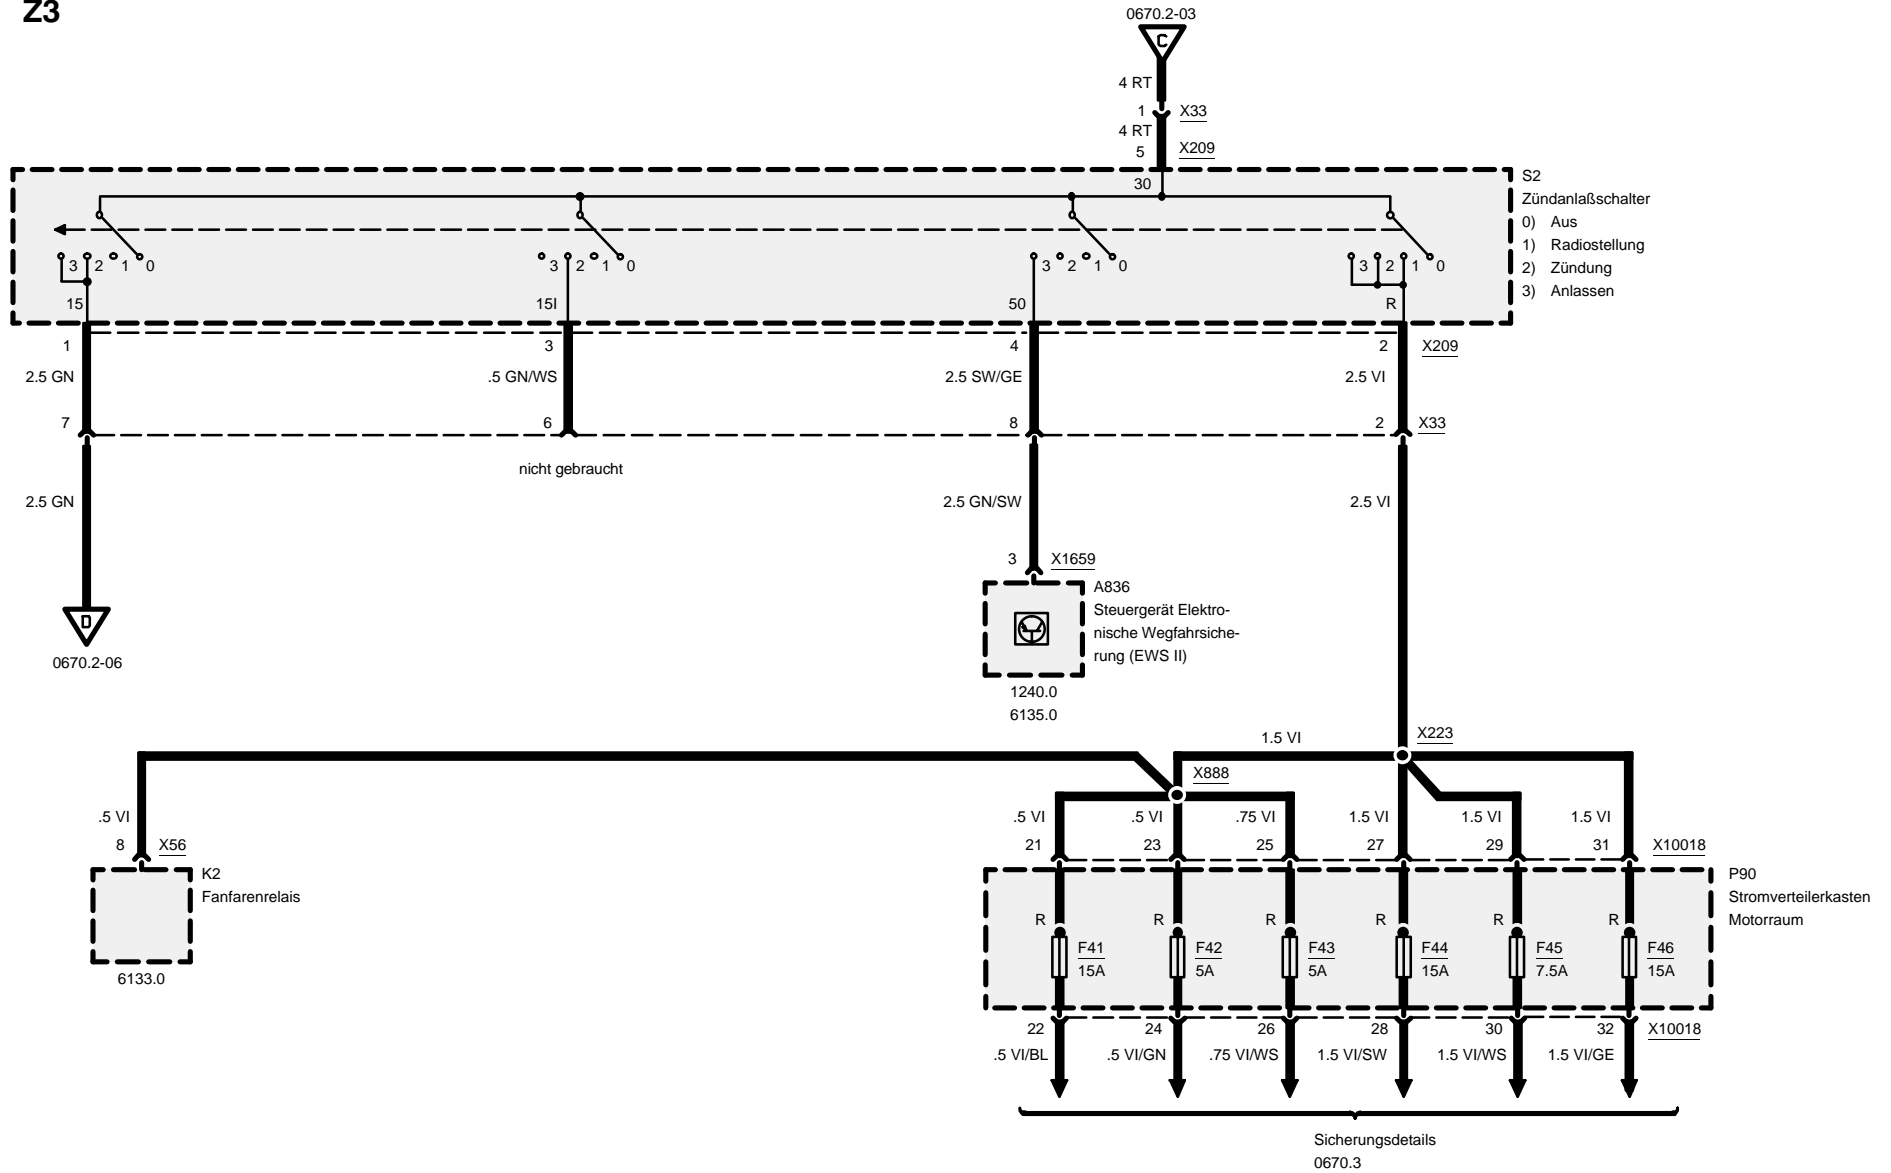 Z3
0670.2-03
C
4 RT
1 X33
4 RT
5 X209
30
S2
Zündanlaßschalter
0) Aus
1) Radiostellung
2) Zündung
3) Anlassen
3 2 1 0
3 2 1 0
3 2 1 0
3 2 1 0
15 15I 50 R
1 3 4 2 X209
2.5 GN .5 GN/WS 2.5 SW/GE 2.5 VI
7 6 8 2 X33
nicht gebraucht
2.5 GN 2.5 GN/SW 2.5 VI
3 X1659
D
0670.2-06
A836
Steuergerät Elektro-
nische Wegfahrsiche-
rung (EWS II)
1240.0
6135.0
1.5 VI X223
X888
.5 VI .5 VI .5 VI .75 VI 1.5 VI 1.5 VI 1.5 VI
8 X56 21 23 25 27 29 31 X10018
K2
Fanfarenrelais
6133.0
P90
Stromverteilerkasten
Motorraum
R R R R R R
F41 F42 F43 F44 F45 F46
15A 5A 5A 15A 7.5A 15A
22 24 26 28 30 32 X10018
.5 VI/BL .5 VI/GN .75 VI/WS 1.5 VI/SW 1.5 VI/WS 1.5 VI/GE
Sicherungsdetails
0670.3